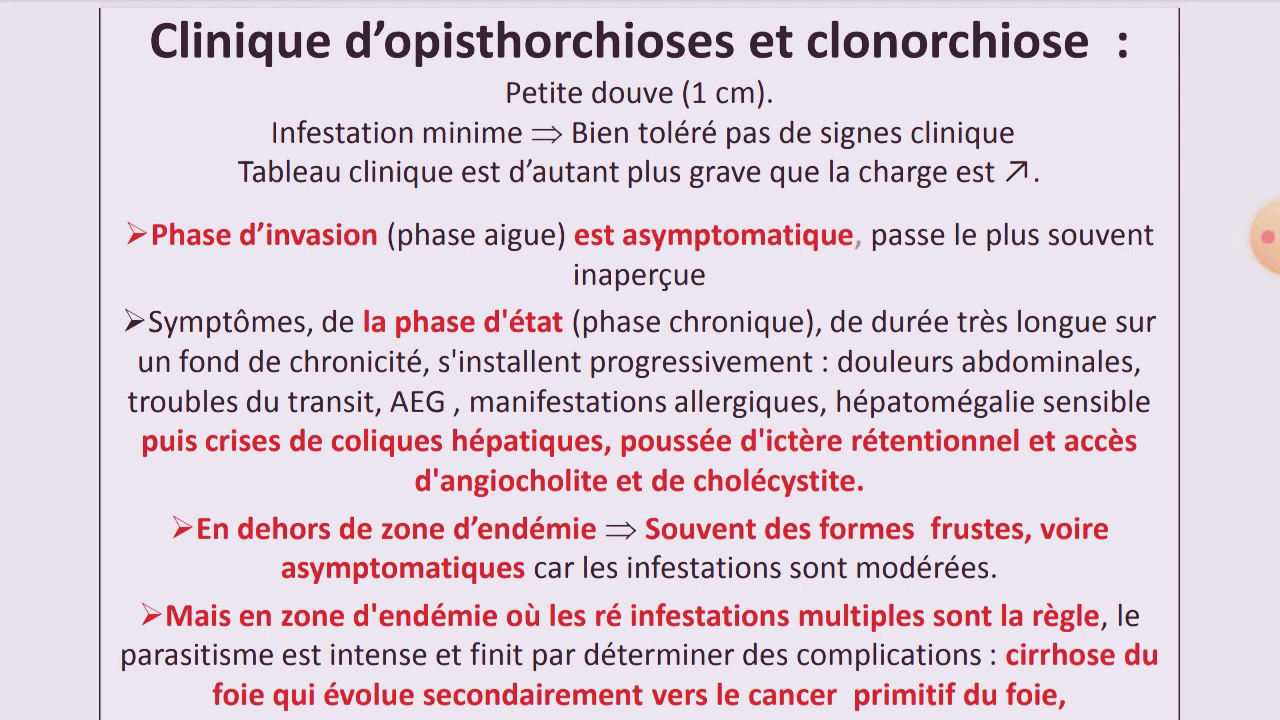 Clinique d’opisthorchioses et clonorchiose  :
Petite douve (1 cm).
Infestation minime ⇒ Bien toléré pas de signes clinique
Tableau clinique est d’autant plus grave que la charge est ↗.
➢Phase d’invasion (phase aigue) est asymptomatique, passe le plus souvent
inaperçue
➢Symptômes, de la phase d'état (phase chronique), de durée très longue sur
un fond de chronicité, s'installent progressivement : douleurs abdominales,
troubles du transit, AEG , manifestations allergiques, hépatomégalie sensible
puis crises de coliques hépatiques, poussée d'ictère rétentionnel et accès
d'angiocholite et de cholécystite.
➢En dehors de zone d’endémie ⇒ Souvent des formes  frustes, voire
asymptomatiques car les infestations sont modérées.
➢Mais en zone d'endémie où les ré infestations multiples sont la règle, le
parasitisme est intense et finit par déterminer des complications : cirrhose du
foie qui évolue secondairement vers le cancer  primitif du foie,